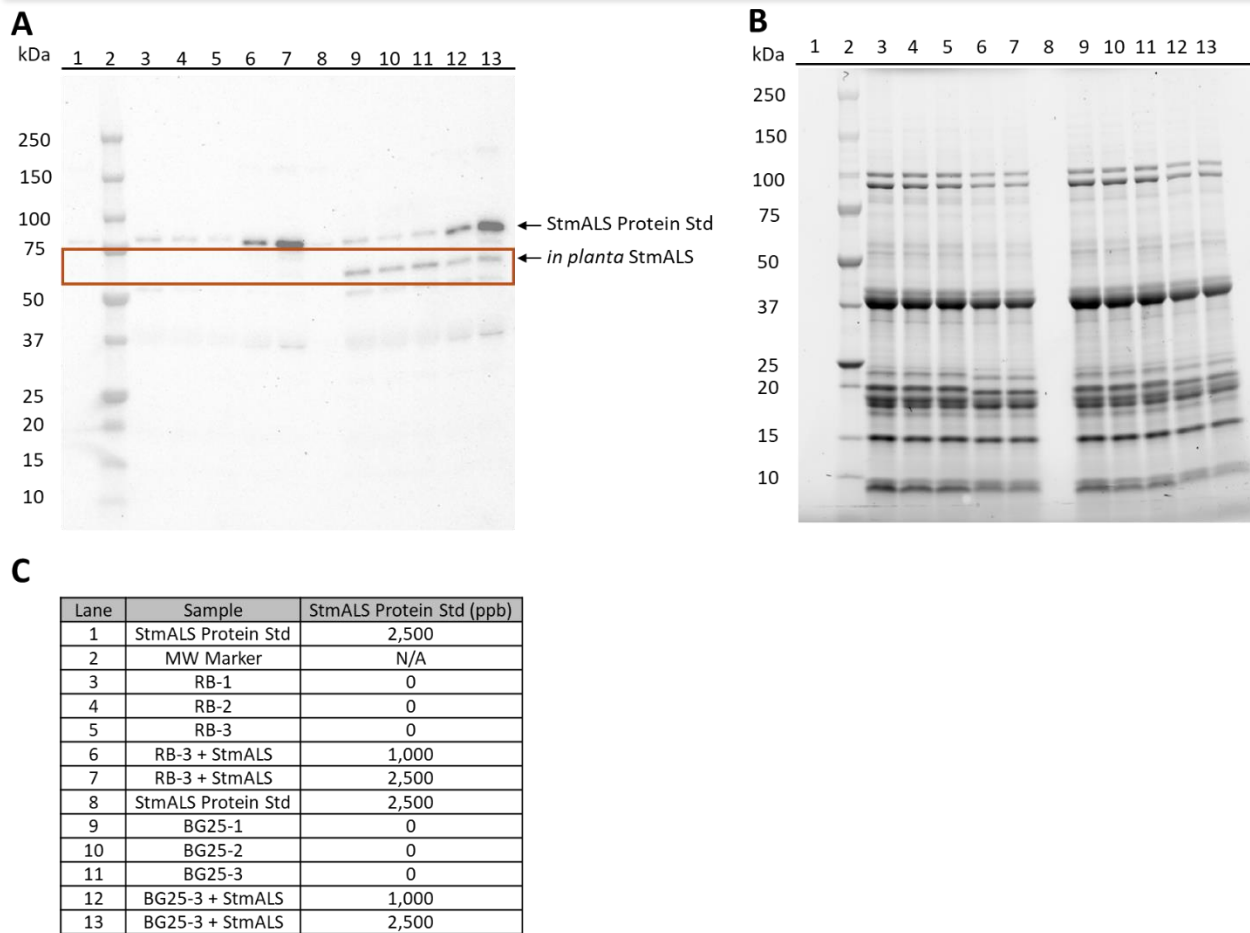 A
kDa 1 2 3 4 5 6 7 8 9 10 11 12 13
250
150
100
75
50
37
25
20
15
10
StmALS Protein Std
in planta StmALS
B
kDa 1 2 3 4 5 6 7 8 9 10 11 12 13
250
150
100
75
50
37
25
20
15
10
?
C
Lane Sample StmALS Protein Std (ppb)
1 StmALS Protein Std 2,500
2 MW Marker N/A
3 RB-1 0
4 RB-2 0
5 RB-3 0
6 RB-3 + StmALS 1,000
7 RB-3 + StmALS 2,500
8 StmALS Protein Std 2,500
9 BG25-1 0
10 BG25-2 0
11 BG25-3 0
12 BG25-3 + StmALS 1,000
13 BG25-3 + StmALS 2,500